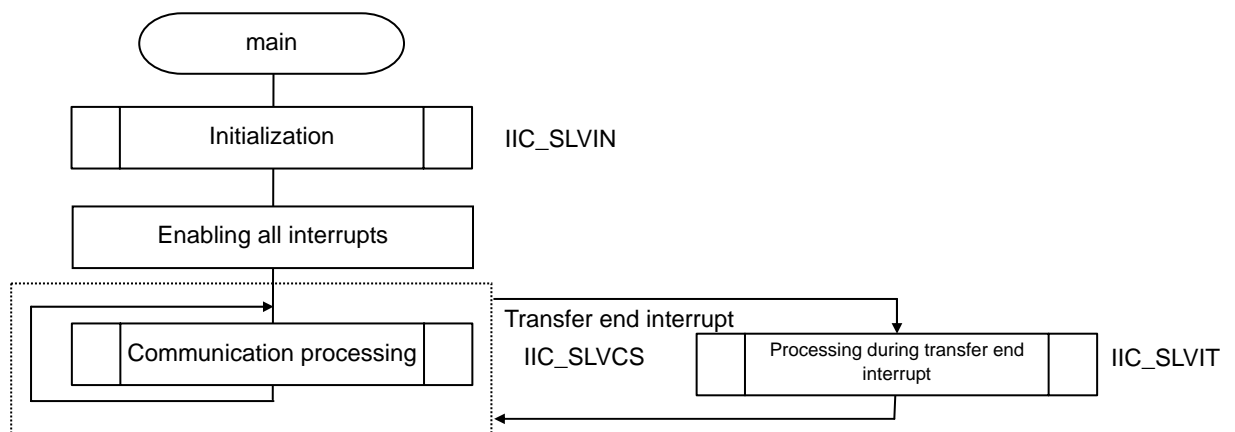 main
Initialization
IIC_SLVIN
Enabling all interrupts
Transfer end interrupt
Communication processing
IIC_SLVCS
Processing during transfer end
interrupt
IIC_SLVIT